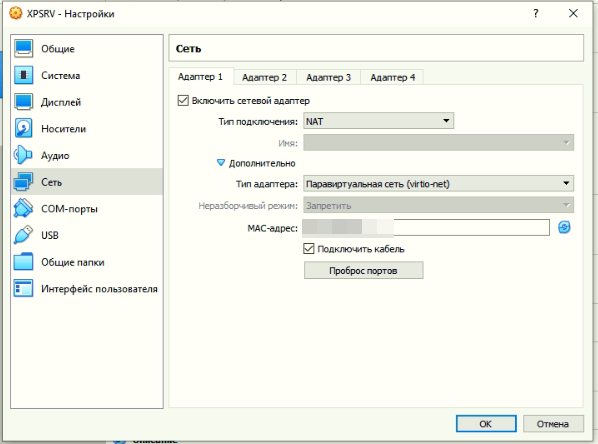 XPSRV - Настройки
?
Общие
Система
Дисплей
Носители
Аудио
Сеть
COM-порты
USB
Общие папки
Интерфейс пользователя
Сеть
Адаптер 1 Адаптер 2 Адаптер 3 Адаптер 4
Включить сетевой адаптер
Тип подключения: NAT
Имя:
Дополнительно
Тип адаптера: Паравиртуальная сеть (virtio-net)
Неразборчивый режим: Запретить
MAC-адрес:
Подключить кабель
Проброс портов
OK Отмена
Описание